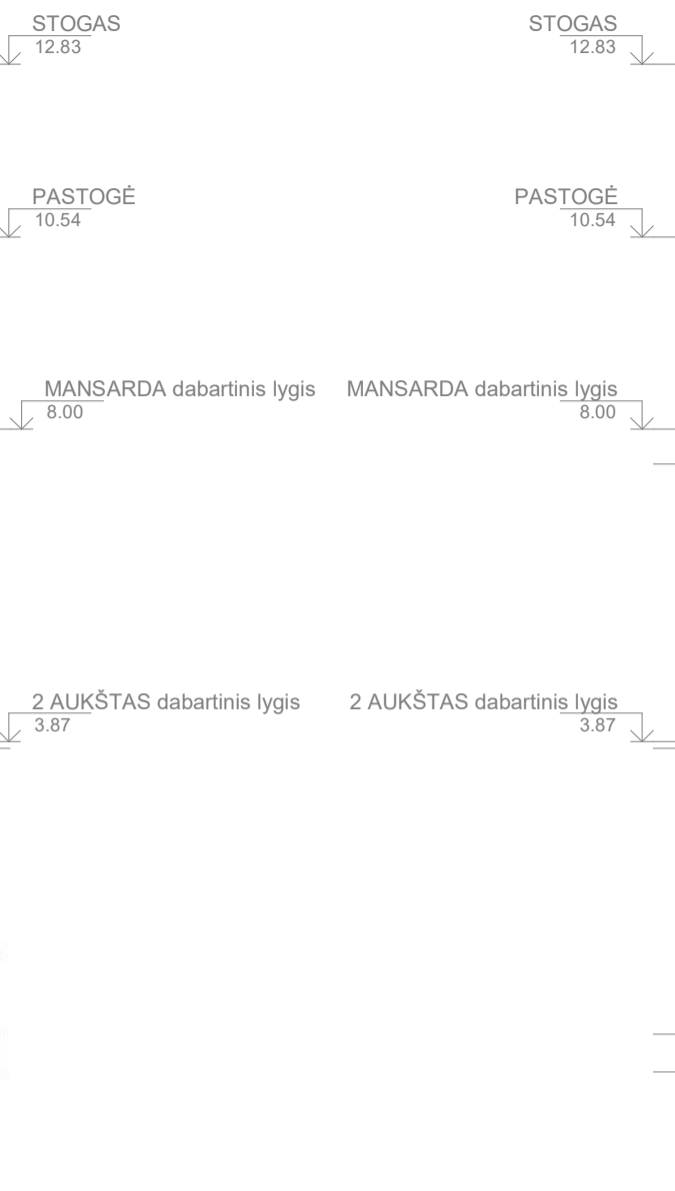 STOGAS STOGAS
12.83 12.83
PASTOGĖ PASTOGĖ
10.54 10.54
MANSARDA dabartinis lygis MANSARDA dabartinis lygis
8.00 8.00
2 AUKŠTAS dabartinis lygis 2 AUKŠTAS dabartinis lygis
3.87 3.87